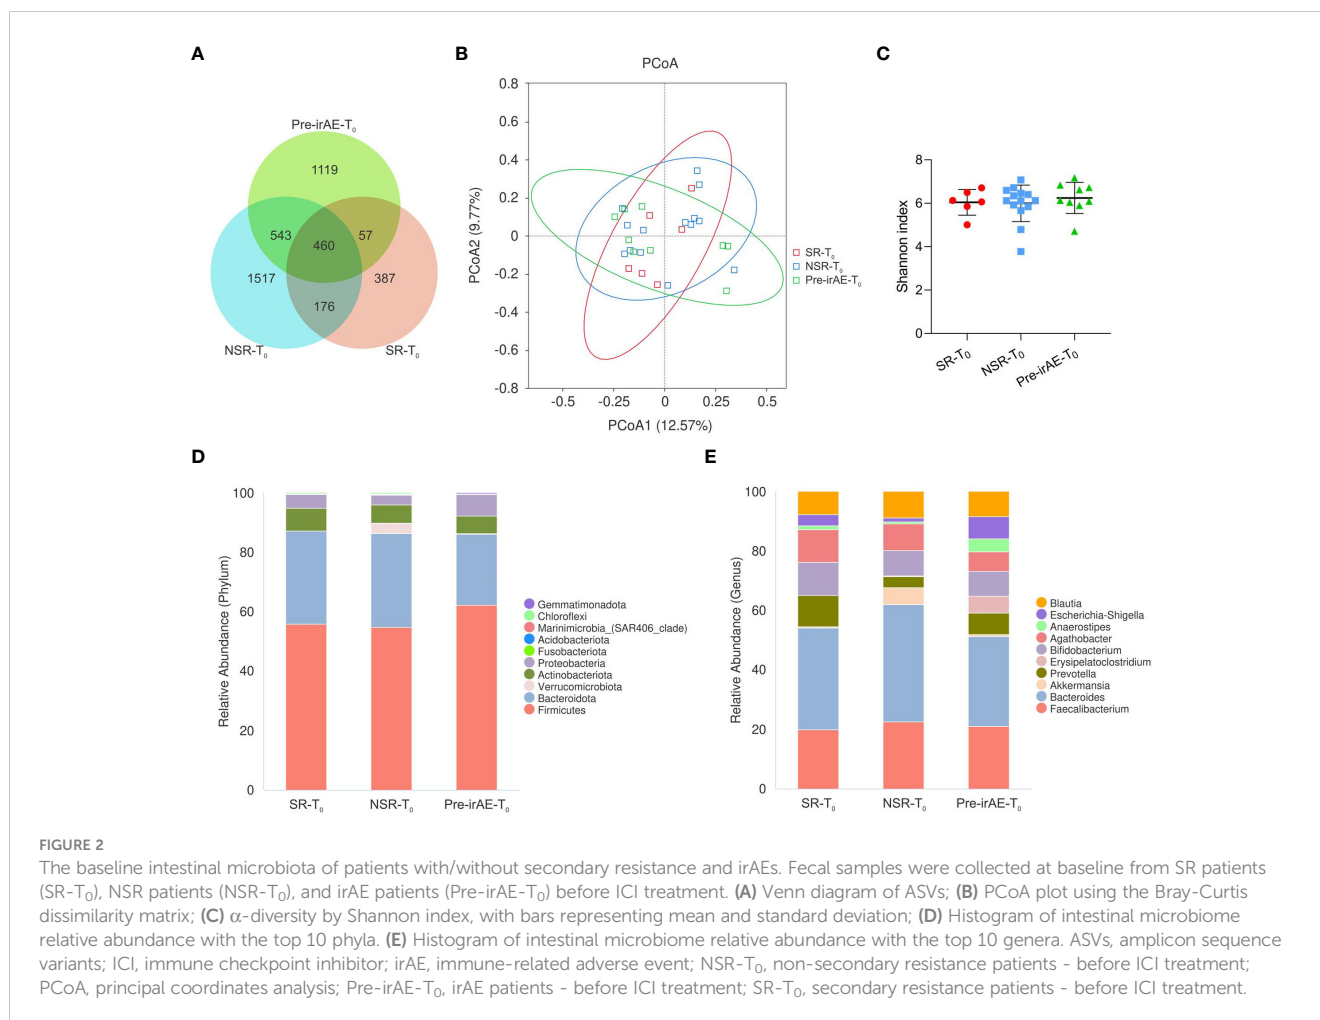 A
Pre-irAE-T0
1119
543
57
460
1517
387
176
NSR-T0
SR-T0
B
PCoA
0.8
0.6
0.4
0.2
0
-0.2
-0.4
-0.6
-0.8
PCoA2 (9.77%)
-0.5
-0.25
0
0.25
0.5
PCoA1 (12.57%)
SR-T0
NSR-T0
Pre-irAE-T0
C
8
6
4
2
0
Shannon index
SR-T0
NSR-T0
Pre-irAE-T0
D
100
80
60
40
20
0
Relative Abundance (Phylum)
SR-T0
NSR-T0
Pre-irAE-T0
Gemmatimonadota
Chloroflexi
Marinimicrobia_(SAR406_clade)
Acidobacteriota
Fusobacteriota
Proteobacteria
Actinobacteriota
Verrucomicrobiota
Bacteroidota
Firmicutes
E
100
80
60
40
20
0
Relative Abundance (Genus)
SR-T0
NSR-T0
Pre-irAE-T0
Blautia
Escherichia-Shigella
Anaerostipes
Agathobacter
Bifidobacterium
Erysipelatoclostridium
Prevotella
Akkermansia
Bacteroides
Faecalibacterium
FIGURE 2
The baseline intestinal microbiota of patients with/without secondary resistance and irAEs. Fecal samples were collected at baseline from SR patients
(SR-T0), NSR patients (NSR-T0), and irAE patients (Pre-irAE-T0) before ICI treatment. (A) Venn diagram of ASVs; (B) PCoA plot using the Bray-Curtis
dissimilarity matrix; (C) α-diversity by Shannon index, with bars representing mean and standard deviation; (D) Histogram of intestinal microbiome
relative abundance with the top 10 phyla. (E) Histogram of intestinal microbiome relative abundance with the top 10 genera. ASVs, amplicon sequence
variants; ICI, immune checkpoint inhibitor; irAE, immune-related adverse event; NSR-T0, non-secondary resistance patients - before ICI treatment;
PCoA, principal coordinates analysis; Pre-irAE-T0, irAE patients - before ICI treatment; SR-T0, secondary resistance patients - before ICI treatment.